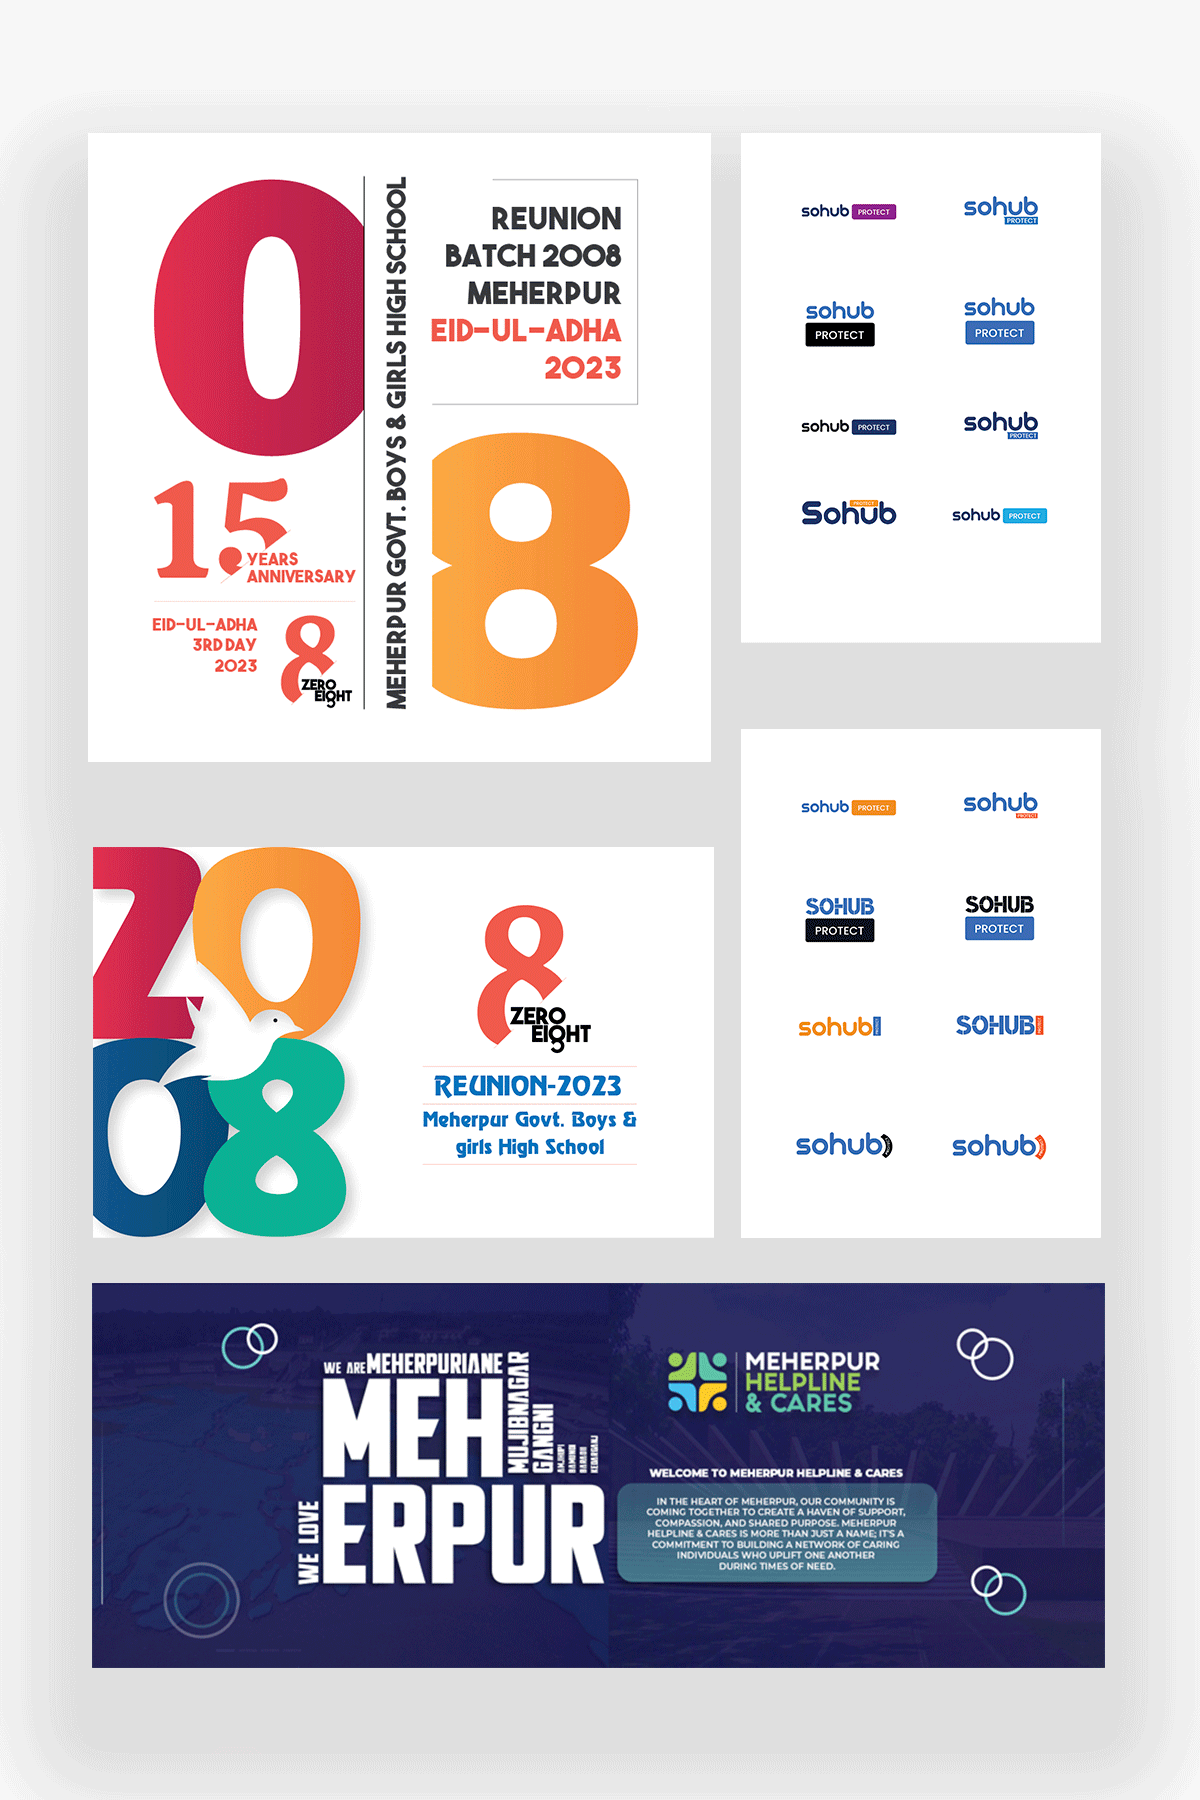 0
MEHERPUR GOVT. BOYS & GIRLS HIGH SCHOOL
REUNION
BATCH 2008
MEHERPUR
EID-UL-ADHA
2023
15
YEARS
ANNIVERSARY
EID-UL-ADHA
3RD DAY
2023
8
ZERO
EIGHT
8
sohub PROTECT
sohub
PROTECT
sohub
PROTECT
sohub
PROTECT
sohub PROTECT
sohub
PROTECT
PROTECT
Sohub
sohub PROTECT
20
08
8
ZERO
EIGHT
REUNION-2023
Meherpur Govt. Boys &
girls High School
sohub PROTECT
sohub
PROTECT
SOHUB
PROTECT
SOHUB
PROTECT
sohub
SOHUB
sohub
sohub
WE ARE MEHERPURIANE
MEH
MUJIBNAGAR
GANGNI
WE LOVE
ERPUR
MEHERPUR
HELPLINE
& CARES
WELCOME TO MEHERPUR HELPLINE & CARES
IN THE HEART OF MEHERPUR, OUR COMMUNITY IS
COMING TOGETHER TO CREATE A HAVEN OF SUPPORT,
COMPASSION, AND SHARED PURPOSE. MEHERPUR
HELPLINE & CARES IS MORE THAN JUST A NAME; IT'S A
COMMITMENT TO BUILDING A NETWORK OF CARING
INDIVIDUALS WHO UPLIFT ONE ANOTHER
DURING TIMES OF NEED.